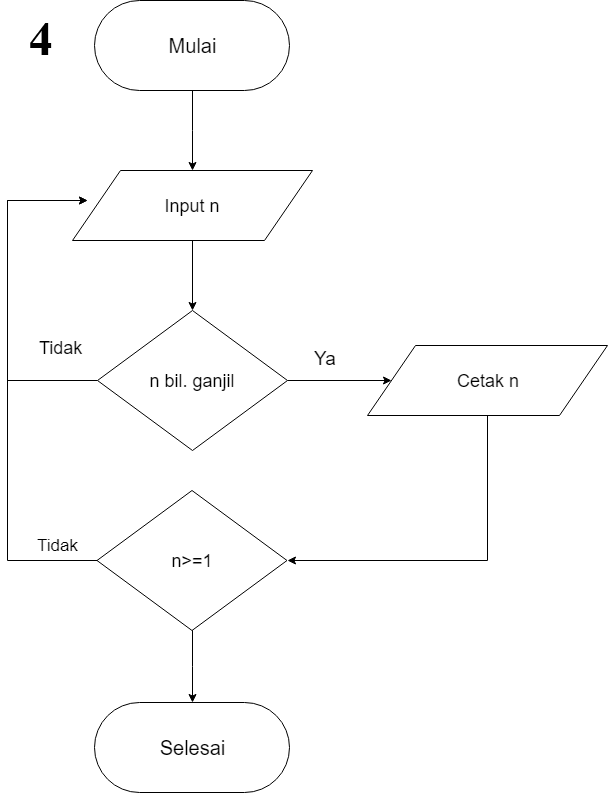 4
Mulai
Input n
Tidak
n bil. ganjil
Ya
Cetak n
Tidak
n>=1
Selesai